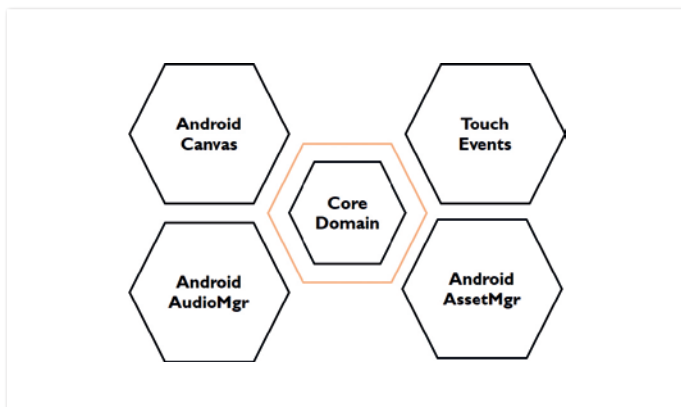 Android
Canvas
Touch
Events
Core
Domain
Android
AudioMgr
Android
AssetMgr